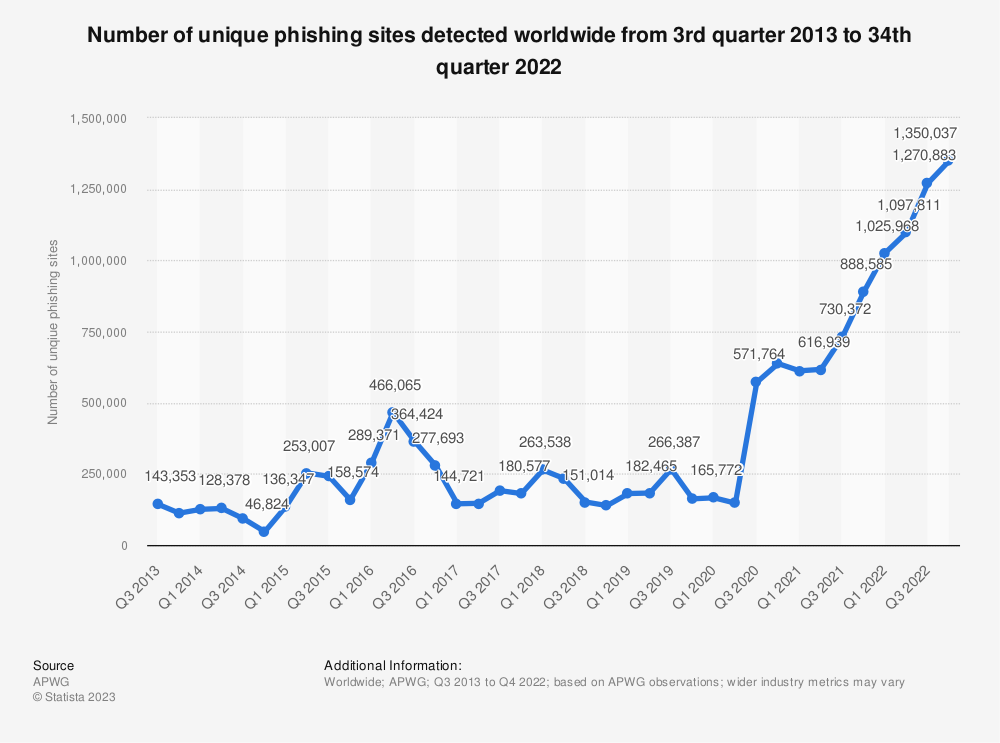 Number of unique phishing sites detected worldwide from 3rd quarter 2013 to 34th
quarter 2022
Number of unqiue phishing sites
1,500,000
1,250,000
1,000,000
750,000
500,000
250,000
0
143,353
128,378
46,824
136,347
253,007
158,574
289,371
466,065
364,424
277,693
144,721
180,577
263,538
151,014
182,465
266,387
165,772
571,764
616,939
730,372
888,585
1,025,968
1,097,811
1,270,883
1,350,037
Q3 2013
Q1 2014
Q3 2014
Q1 2015
Q3 2015
Q1 2016
Q3 2016
Q1 2017
Q3 2017
Q1 2018
Q3 2018
Q1 2019
Q3 2019
Q1 2020
Q3 2020
Q1 2021
Q3 2021
Q1 2022
Q3 2022
Source
APWG
© Statista 2023
Additional Information:
Worldwide; APWG; Q3 2013 to Q4 2022; based on APWG observations; wider industry metrics may vary